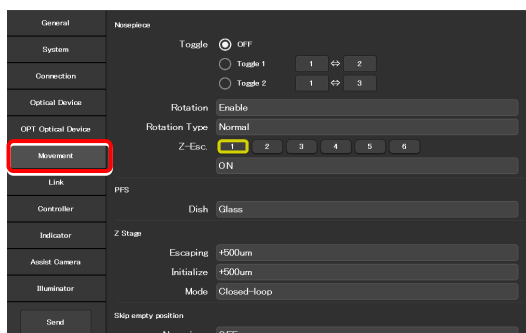 General
System
Connection
Optical Device
OPT Optical Device
Movement
Link
Controller
Indicator
Assist Camera
Illuminator
Send
Nosepiece
Toggle OFF
Toggle 1 1 ⇔ 2
Toggle 2 1 ⇔ 3
Rotation Enable
Rotation Type Normal
Z-Esc. 1 2 3 4 5 6
ON
PFS
Dish Glass
Z Stage
Escaping +500um
Initialize +500um
Mode Closed-loop
Skip empty position